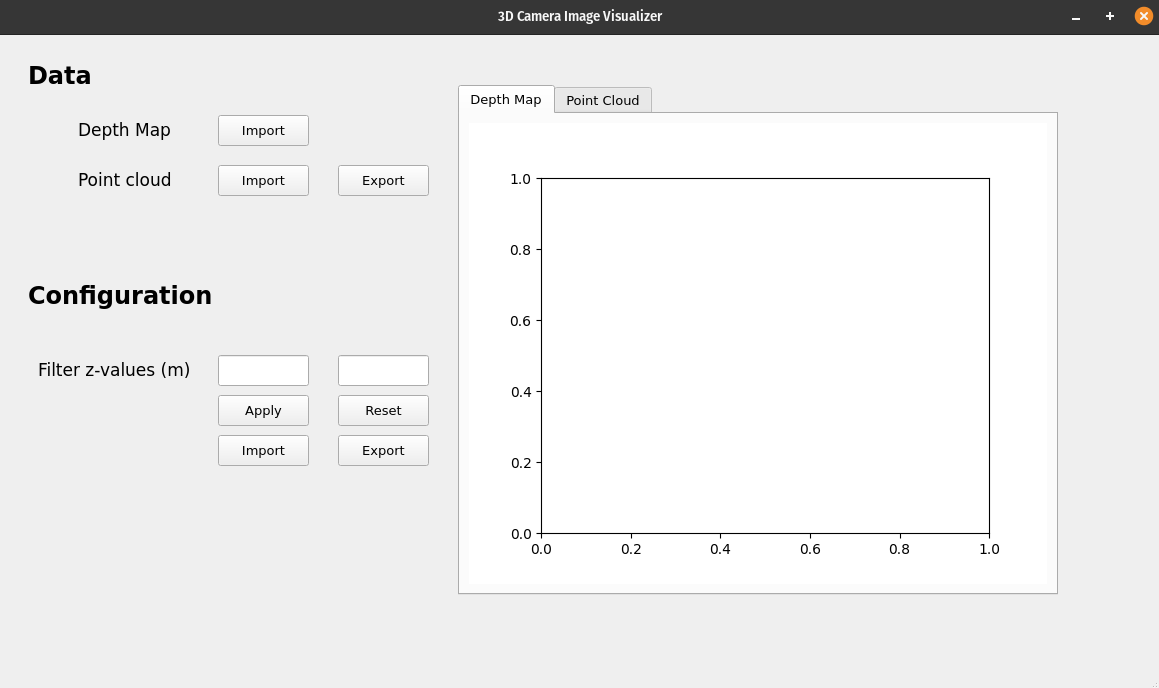 3D Camera Image Visualizer
Data
Depth Map Import
Point cloud Import Export
Configuration
Filter z-values (m)
Apply Reset
Import Export
Depth Map Point Cloud
1.0
0.8
0.6
0.4
0.2
0.0
0.0 0.2 0.4 0.6 0.8 1.0